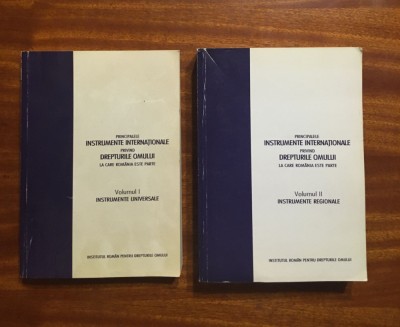 PRINCIPALELE
INSTRUMENTE INTERNAȚIONALE
PRIVIND
DREPTURILE OMULUI
LA CARE ROMÂNIA ESTE PARTE
Volumul I
INSTRUMENTE UNIVERSALE
INSTITUTUL ROMÂN PENTRU DREPTURILE OMULUI
PRINCIPALELE
INSTRUMENTE INTERNAȚIONALE
PRIVIND
DREPTURILE OMULUI
LA CARE ROMÂNIA ESTE PARTE
Volumul II
INSTRUMENTE REGIONALE
INSTITUTUL ROMÂN PENTRU DREPTURILE OMULUI